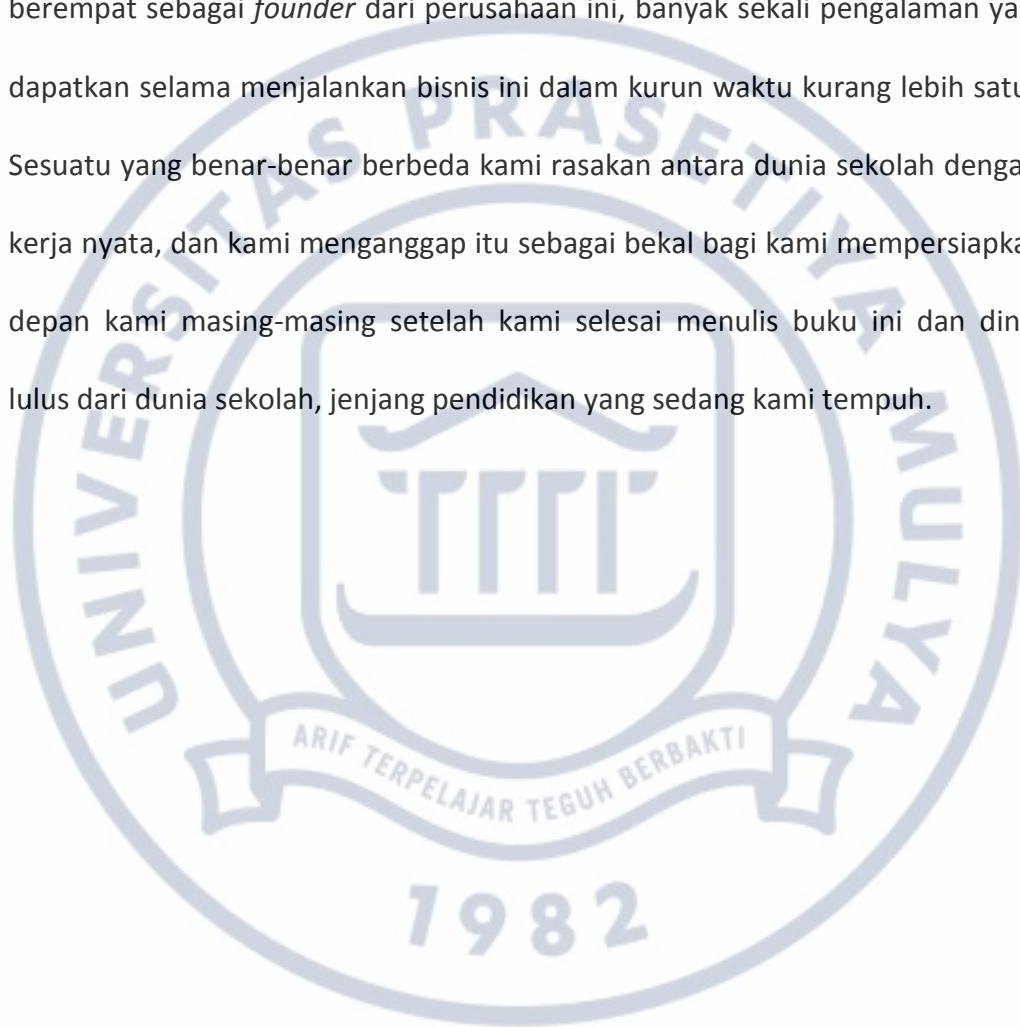 berempat sebagai founder dari perusahaan ini, banyak sekali pengalaman ya
dapatkan selama menjalankan bisnis ini dalam kurun waktu kurang lebih satu
Sesuatu yang benar-benar berbeda kami rasakan antara dunia sekolah denga
kerja nyata, dan kami menganggap itu sebagai bekal bagi kami mempersiapka
depan kami masing-masing setelah kami selesai menulis buku ini dan din
lulus dari dunia sekolah, jenjang pendidikan yang sedang kami tempuh.
UNIVERSITAS PRASETIYA MULYA
ARIF TERPELAJAR TEGUH BERBAKTI
1982